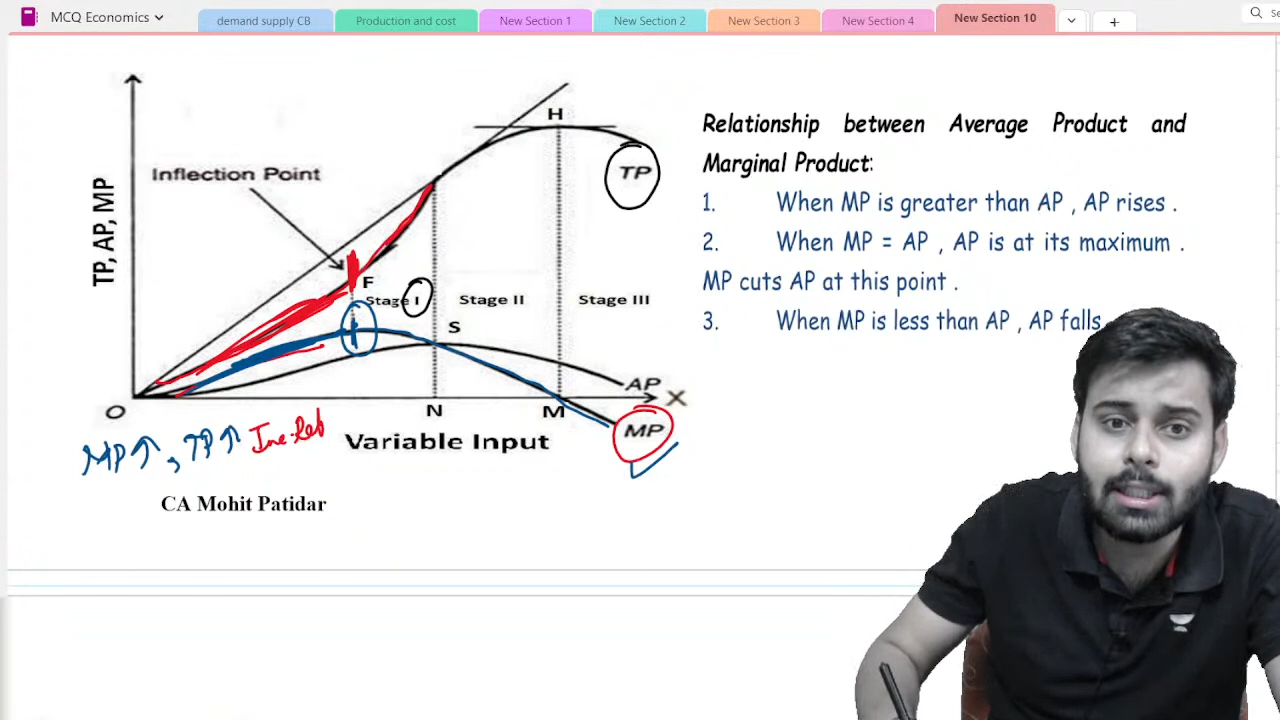 MCQ Economics
demand supply CB
Production and cost
New Section 1
New Section 2
New Section 3
New Section 4
New Section 10
+
TP, AP, MP
Inflection Point
H
TP
F
Stage I
Stage II
Stage III
S
AP
X
O
N
M
MP
Variable Input
MP↑, TP↑ Inc. Rate
CA Mohit Patidar
Relationship between Average Product and
Marginal Product:
1. When MP is greater than AP , AP rises .
2. When MP = AP , AP is at its maximum .
MP cuts AP at this point .
3. When MP is less than AP , AP falls